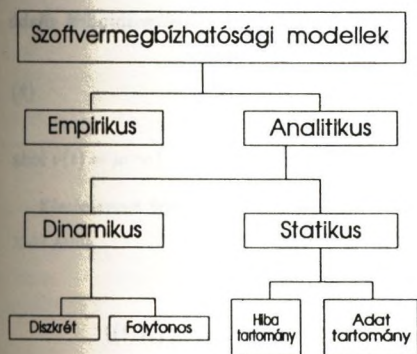 Szoftvermegbízhatósági modellek
Empirikus
Analitikus
Dinamikus
Statikus
Diszkrét
Folytonos
Hiba
tartomány
Adat
tartomány